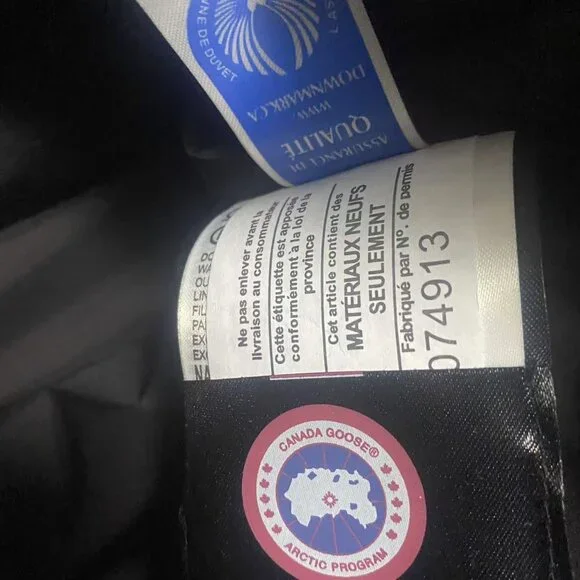 NE DE DUVET
QUALITÉ
WWW.
DOWNMARK.CA
Ne pas enlever avant la
livraison au consommateur
Cette étiquette est apposée
conformément à la loi de la
province
Cet article contient des
MATÉRIAUX NEUFS
SEULEMENT
Fabriqué par Nº. de permis
074913
CANADA GOOSE®
ARCTIC PROGRAM